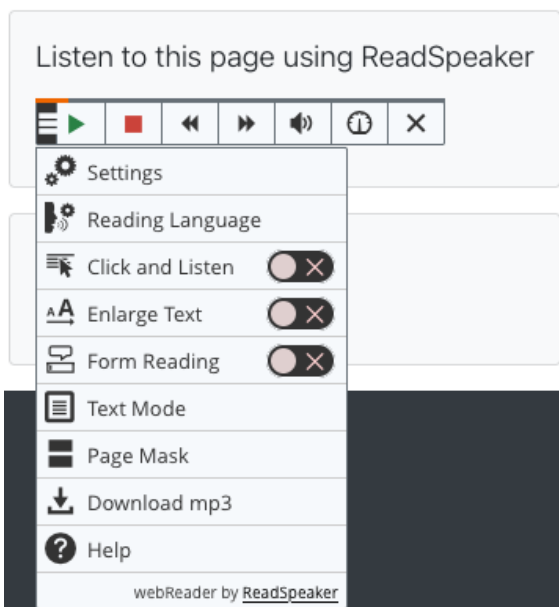 Listen to this page using ReadSpeaker
Settings
Reading Language
Click and Listen
Enlarge Text
Form Reading
Text Mode
Page Mask
Download mp3
Help
webReader by ReadSpeaker